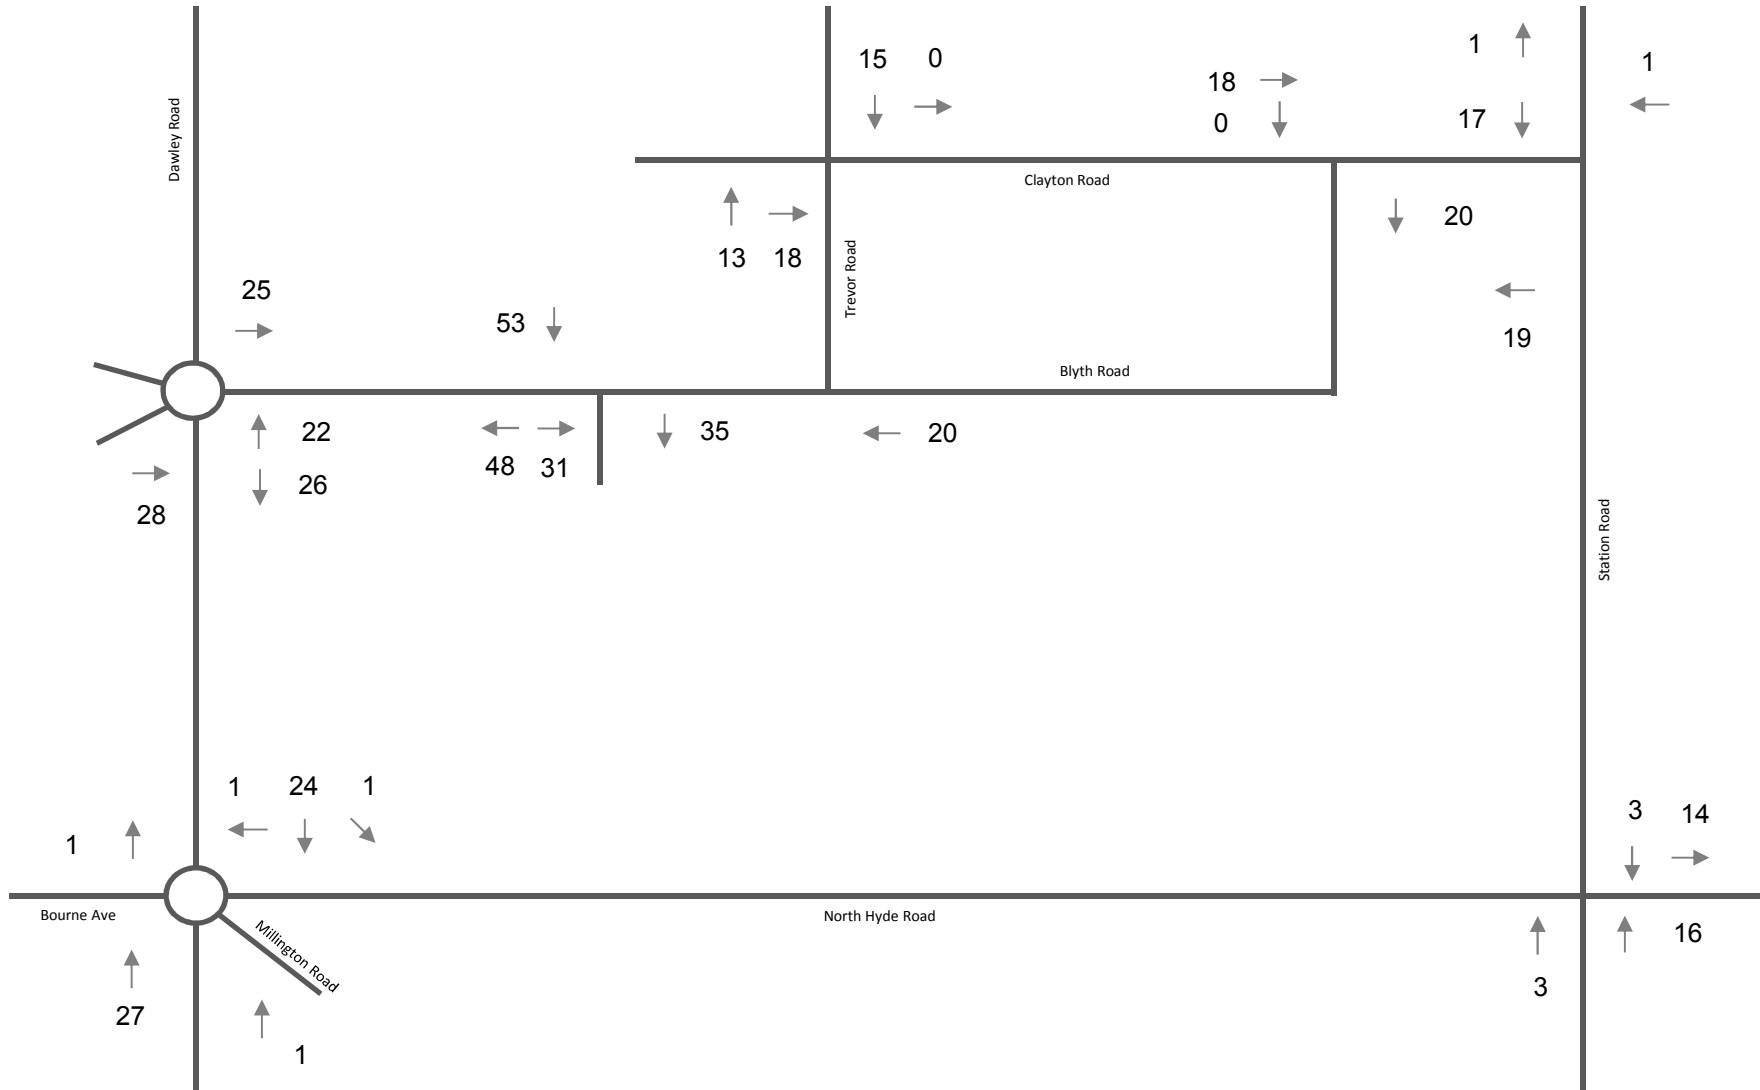 1
15 0
1
18
17
0
Dawley Road
Clayton Road
20
13 18
Trevor Road
25
53
19
Blyth Road
22
35
20
48 31
26
28
Station Road
1 24 1
3 14
1
Bourne Ave
North Hyde Road
16
Millington Road
3
27
1